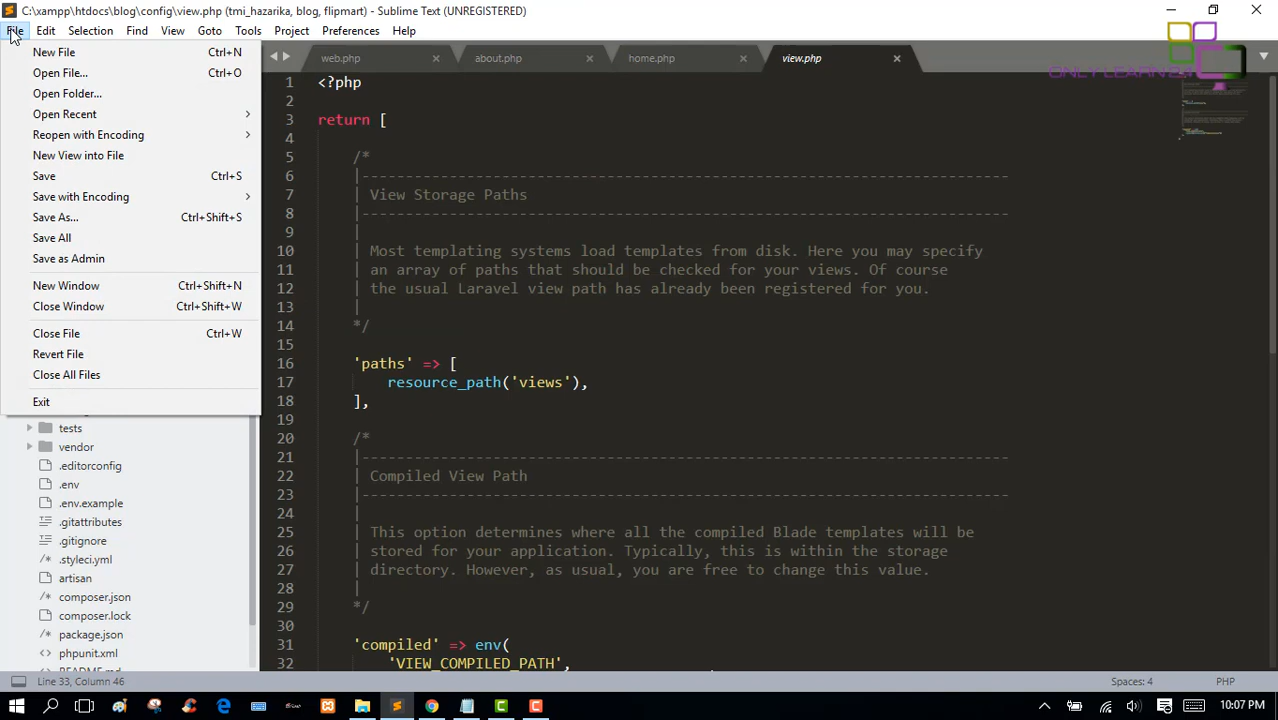 C:\xampp\htdocs\blog\config\view.php (tmi_hazarika, blog, flipmart) - Sublime Text (UNREGISTERED)
File Edit Selection Find View Goto Tools Project Preferences Help
New File Ctrl+N
Open File... Ctrl+O
Open Folder...
Open Recent
Reopen with Encoding
New View into File
Save Ctrl+S
Save with Encoding
Save As... Ctrl+Shift+S
Save All
Save as Admin
New Window Ctrl+Shift+N
Close Window Ctrl+Shift+W
Close File Ctrl+W
Revert File
Close All Files
Exit
tests
vendor
.editorconfig
.env
.env.example
.gitattributes
.gitignore
.styleci.yml
artisan
composer.json
composer.lock
package.json
phpunit.xml
README.md
web.php about.php home.php view.php
ONLY LEARN 24
1 <?php
2
3 return [
4
5 /*
6 |--------------------------------------------------------------------------
7 | View Storage Paths
8 |--------------------------------------------------------------------------
9 |
10 | Most templating systems load templates from disk. Here you may specify
11 | an array of paths that should be checked for your views. Of course
12 | the usual Laravel view path has already been registered for you.
13 |
14 */
15
16 'paths' => [
17 resource_path('views'),
18 ],
19
20 /*
21 |--------------------------------------------------------------------------
22 | Compiled View Path
23 |--------------------------------------------------------------------------
24 |
25 | This option determines where all the compiled Blade templates will be
26 | stored for your application. Typically, this is within the storage
27 | directory. However, as usual, you are free to change this value.
28 |
29 */
30
31 'compiled' => env(
32 'VIEW_COMPILED_PATH',
Line 33, Column 46 Spaces: 4 PHP
10:07 PM